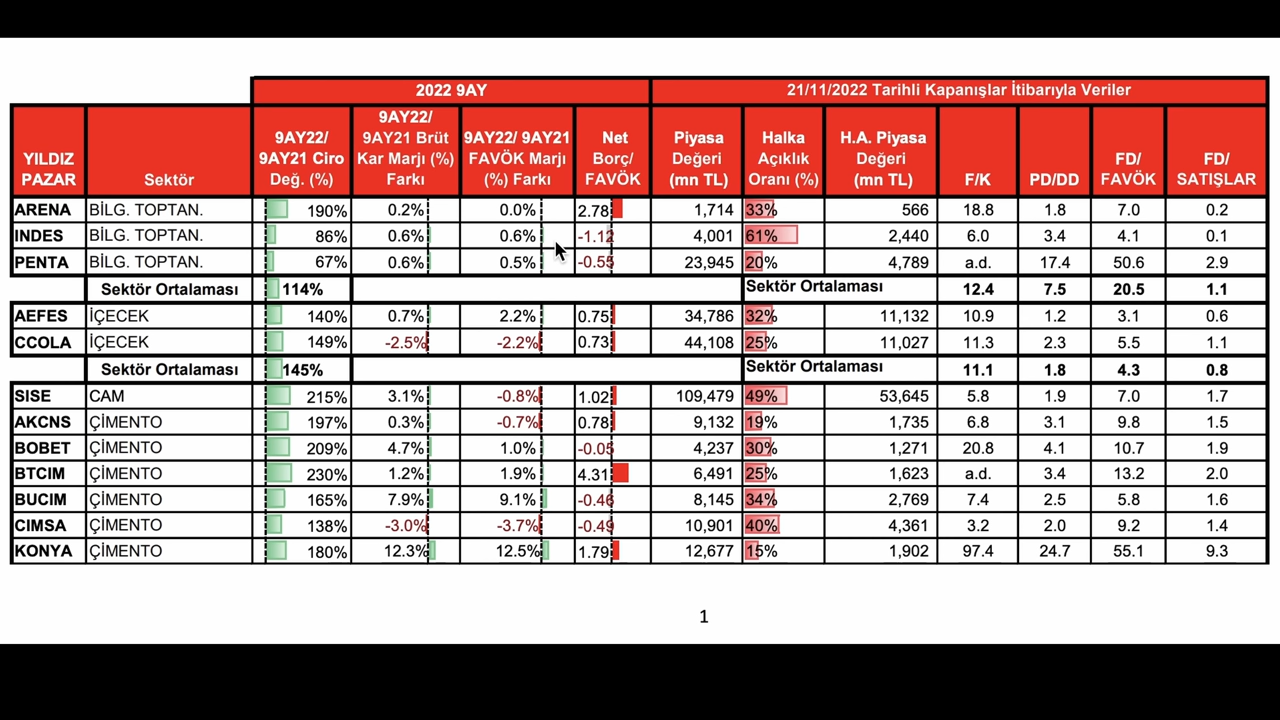 2022 9AY 21/11/2022 Tarihli Kapanışlar İtibarıyla Veriler
YILDIZ PAZAR Sektör 9AY22/ 9AY21 Ciro Değ. (%) 9AY22/ 9AY21 Brüt Kar Marjı (%) Farkı 9AY22/ 9AY21 FAVÖK Marjı (%) Farkı Net Borç/ FAVÖK Piyasa Değeri (mn TL) Halka Açıklık Oranı (%) H.A. Piyasa Değeri (mn TL) F/K PD/DD FD/ FAVÖK FD/ SATIŞLAR
ARENA BİLG. TOPTAN. 190% 0.2% 0.0% 2.78 1,714 33% 566 18.8 1.8 7.0 0.2
INDES BİLG. TOPTAN. 86% 0.6% 0.6% -1.12 4,001 61% 2,440 6.0 3.4 4.1 0.1
PENTA BİLG. TOPTAN. 67% 0.6% 0.5% -0.55 23,945 20% 4,789 a.d. 17.4 50.6 2.9
Sektör Ortalaması 114% Sektör Ortalaması 12.4 7.5 20.5 1.1
AEFES İÇECEK 140% 0.7% 2.2% 0.75 34,786 32% 11,132 10.9 1.2 3.1 0.6
CCOLA İÇECEK 149% -2.5% -2.2% 0.73 44,108 25% 11,027 11.3 2.3 5.5 1.1
Sektör Ortalaması 145% Sektör Ortalaması 11.1 1.8 4.3 0.8
SISE CAM 215% 3.1% -0.8% 1.02 109,479 49% 53,645 5.8 1.9 7.0 1.7
AKCNS ÇİMENTO 197% 0.3% -0.7% 0.78 9,132 19% 1,735 6.8 3.1 9.8 1.5
BOBET ÇİMENTO 209% 4.7% 1.0% -0.05 4,237 30% 1,271 20.8 4.1 10.7 1.9
BTCIM ÇİMENTO 230% 1.2% 1.9% 4.31 6,491 25% 1,623 a.d. 3.4 13.2 2.0
BUCIM ÇİMENTO 165% 7.9% 9.1% -0.46 8,145 34% 2,769 7.4 2.5 5.8 1.6
CIMSA ÇİMENTO 138% -3.0% -3.7% -0.49 10,901 40% 4,361 3.2 2.0 9.2 1.4
KONYA ÇİMENTO 180% 12.3% 12.5% 1.79 12,677 15% 1,902 97.4 24.7 55.1 9.3
1